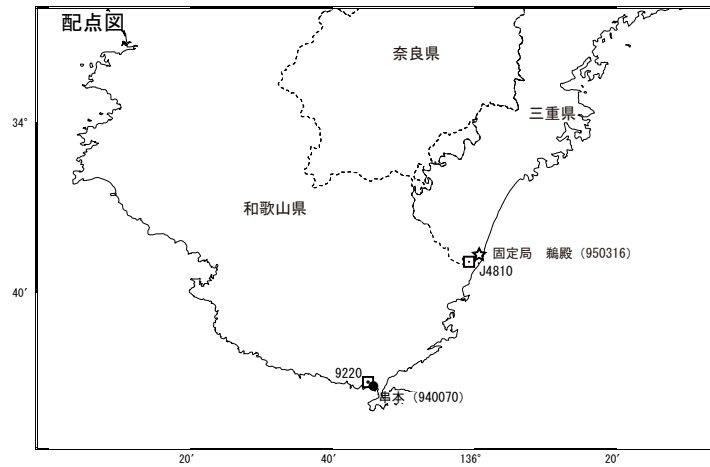 配点図
奈良県
34°
三重県
和歌山県
固定局　鵜殿（950316）
J4810
40′
9220
串本（940070）
20′
40′
136°
20′